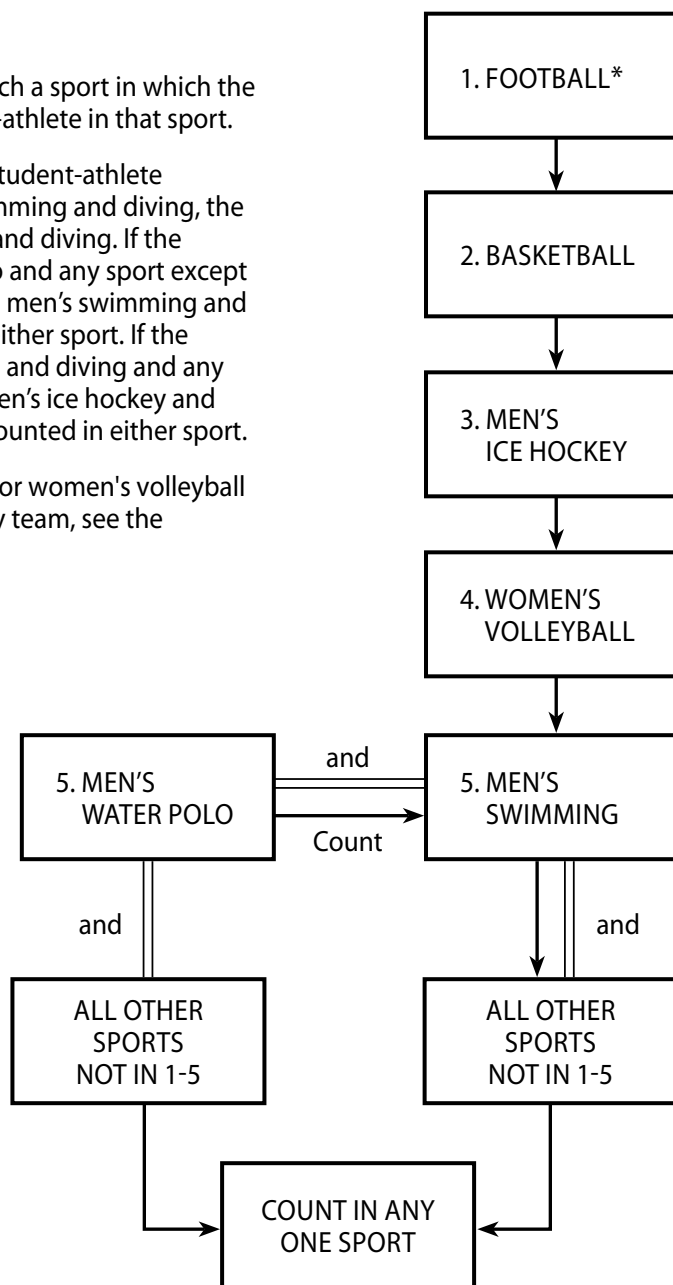 ch a sport in which the
-athlete in that sport.
tudent-athlete
nming and diving, the
and diving. If the
o and any sport except
men's swimming and
ither sport. If the
and diving and any
en's ice hockey and
ounted in either sport.
or women's volleyball
y team, see the
1. FOOTBALL*
2. BASKETBALL
3. MEN'S
ICE HOCKEY
4. WOMEN'S
VOLLEYBALL
5. MEN'S
WATER POLO
and
Count
5. MEN'S
SWIMMING
and
and
ALL OTHER
SPORTS
NOT IN 1-5
ALL OTHER
SPORTS
NOT IN 1-5
COUNT IN ANY
ONE SPORT